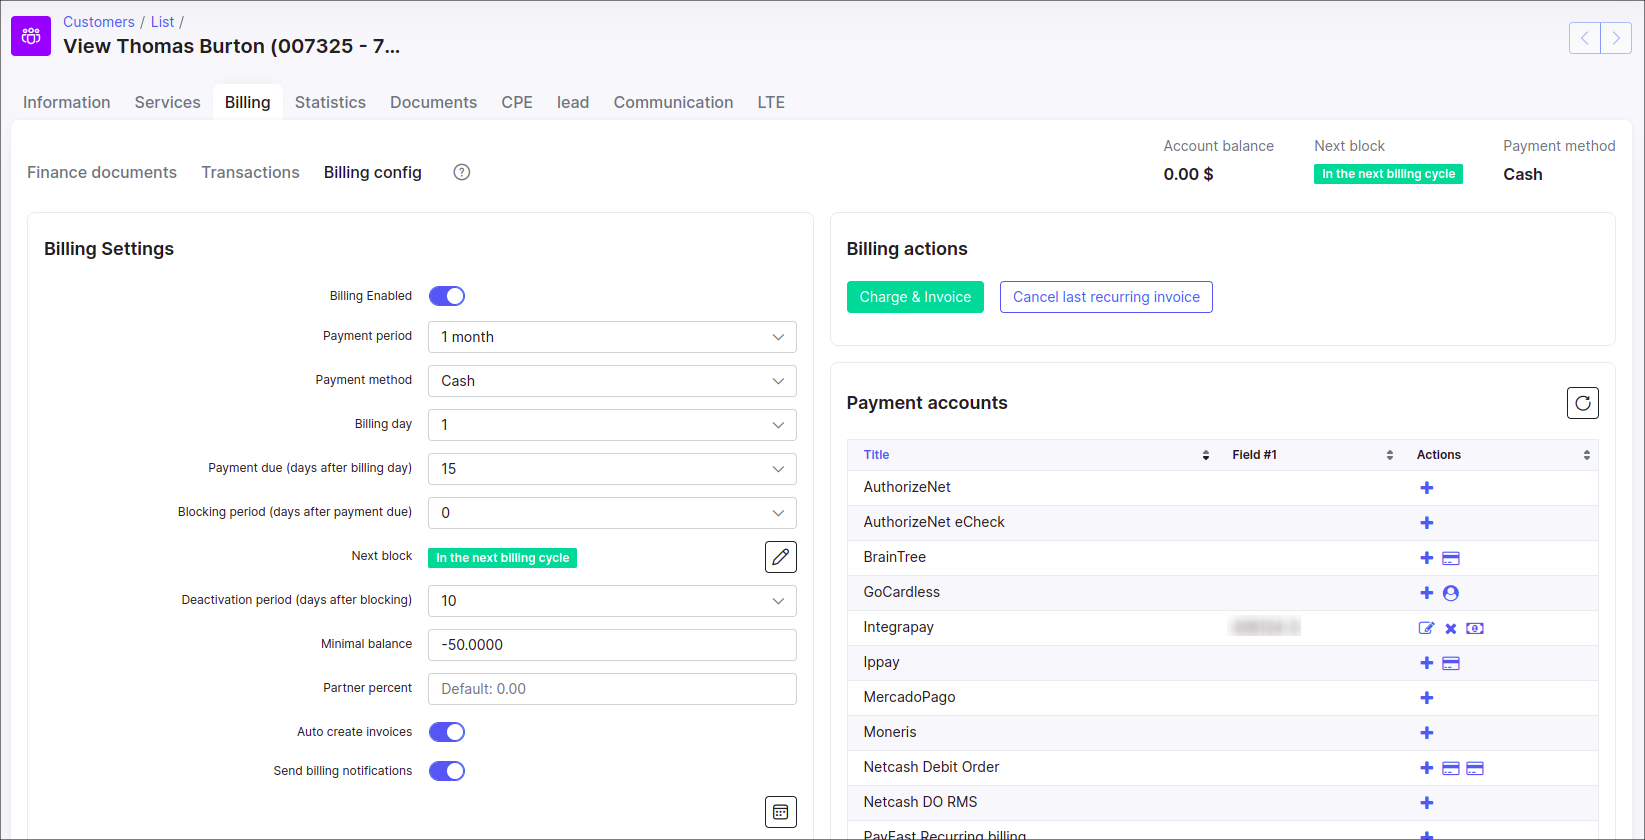 Customers / List /
View Thomas Burton (007325 - 7...
Information Services Billing Statistics Documents CPE lead Communication LTE
Finance documents Transactions Billing config ?
Account balance
0.00 $
Next block
In the next billing cycle
Payment method
Cash
Billing Settings
Billing Enabled
Payment period 1 month
Payment method Cash
Billing day 1
Payment due (days after billing day) 15
Blocking period (days after payment due) 0
Next block In the next billing cycle
Deactivation period (days after blocking) 10
Minimal balance -50.0000
Partner percent Default: 0.00
Auto create invoices
Send billing notifications
Billing actions
Charge & Invoice Cancel last recurring invoice
Payment accounts
Title Field #1 Actions
AuthorizeNet
AuthorizeNet eCheck
BrainTree
GoCardless
Integrapay
Ippay
MercadoPago
Moneris
Netcash Debit Order
Netcash DO RMS
PayFast Recurring billing